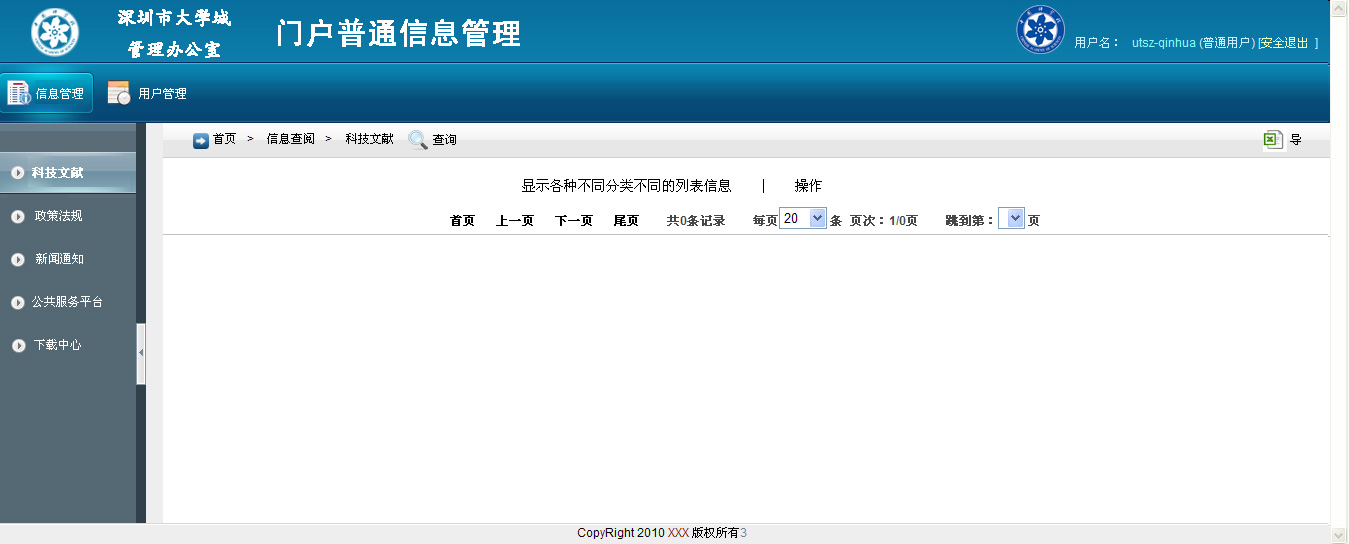 深圳市大学城
管理办公室
门户普通信息管理
用户名： utsz-qinhua (普通用户) [安全退出 ]
信息管理 用户管理
首页 > 信息查阅 > 科技文献 查询 导
科技文献
政策法规
新闻通知
公共服务平台
下载中心
显示各种不同分类不同的列表信息 | 操作
首页 上一页 下一页 尾页 共0条记录 每页 20 条 页次：1/0页 跳到第： 页
CopyRight 2010 XXX 版权所有3